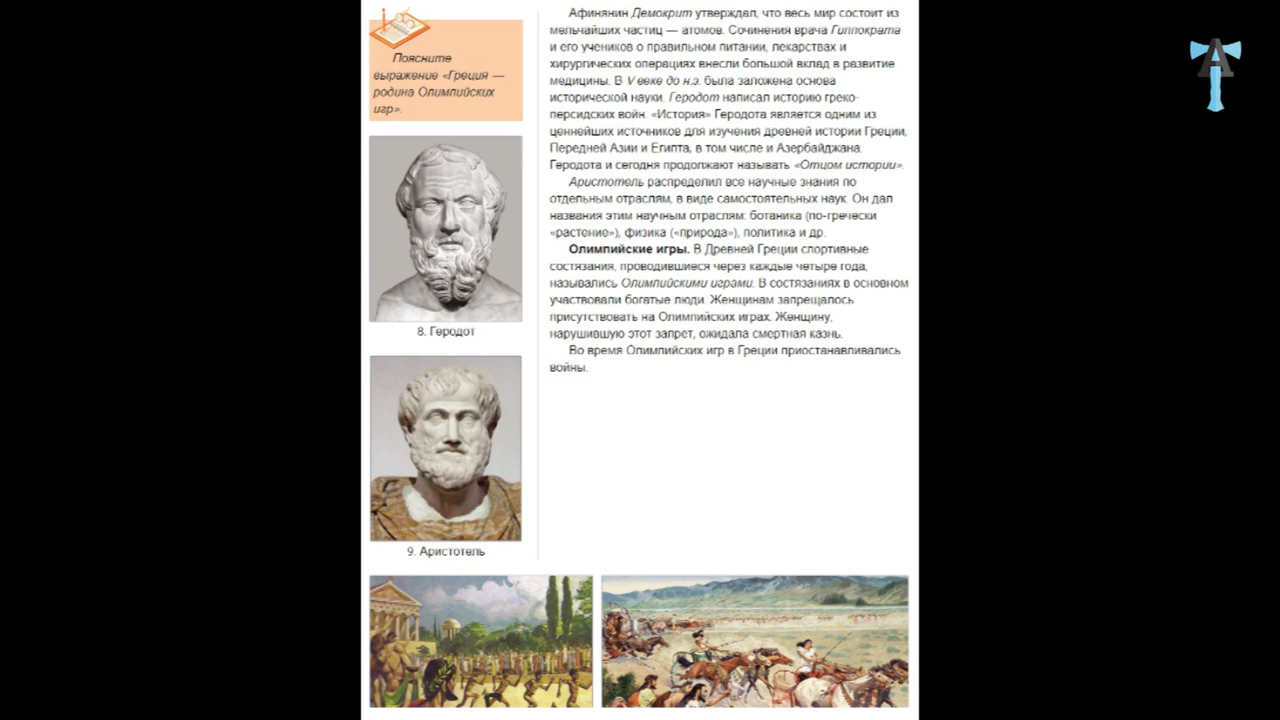 Поясните
выражение «Греция —
родина Олимпийских
игр».
8. Геродот
9. Аристотель
Афинянин Демокрит утверждал, что весь мир состоит из
мельчайших частиц — атомов. Сочинения врача Гиппократа
и его учеников о правильном питании, лекарствах и
хирургических операциях внесли большой вклад в развитие
медицины. В V веке до н.э. была заложена основа
исторической науки. Геродот написал историю греко-
персидских войн. «История» Геродота является одним из
ценнейших источников для изучения древней истории Греции,
Передней Азии и Египта, в том числе и Азербайджана.
Геродота и сегодня продолжают называть «Отцом истории».
Аристотель распределил все научные знания по
отдельным отраслям, в виде самостоятельных наук. Он дал
названия этим научным отраслям: ботаника (по-гречески
«растение»), физика («природа»), политика и др.
Олимпийские игры. В Древней Греции спортивные
состязания, проводившиеся через каждые четыре года,
назывались Олимпийскими играми. В состязаниях в основном
участвовали богатые люди. Женщинам запрещалось
присутствовать на Олимпийских играх. Женщину,
нарушившую этот запрет, ожидала смертная казнь.
Во время Олимпийских игр в Греции приостанавливались
войны.